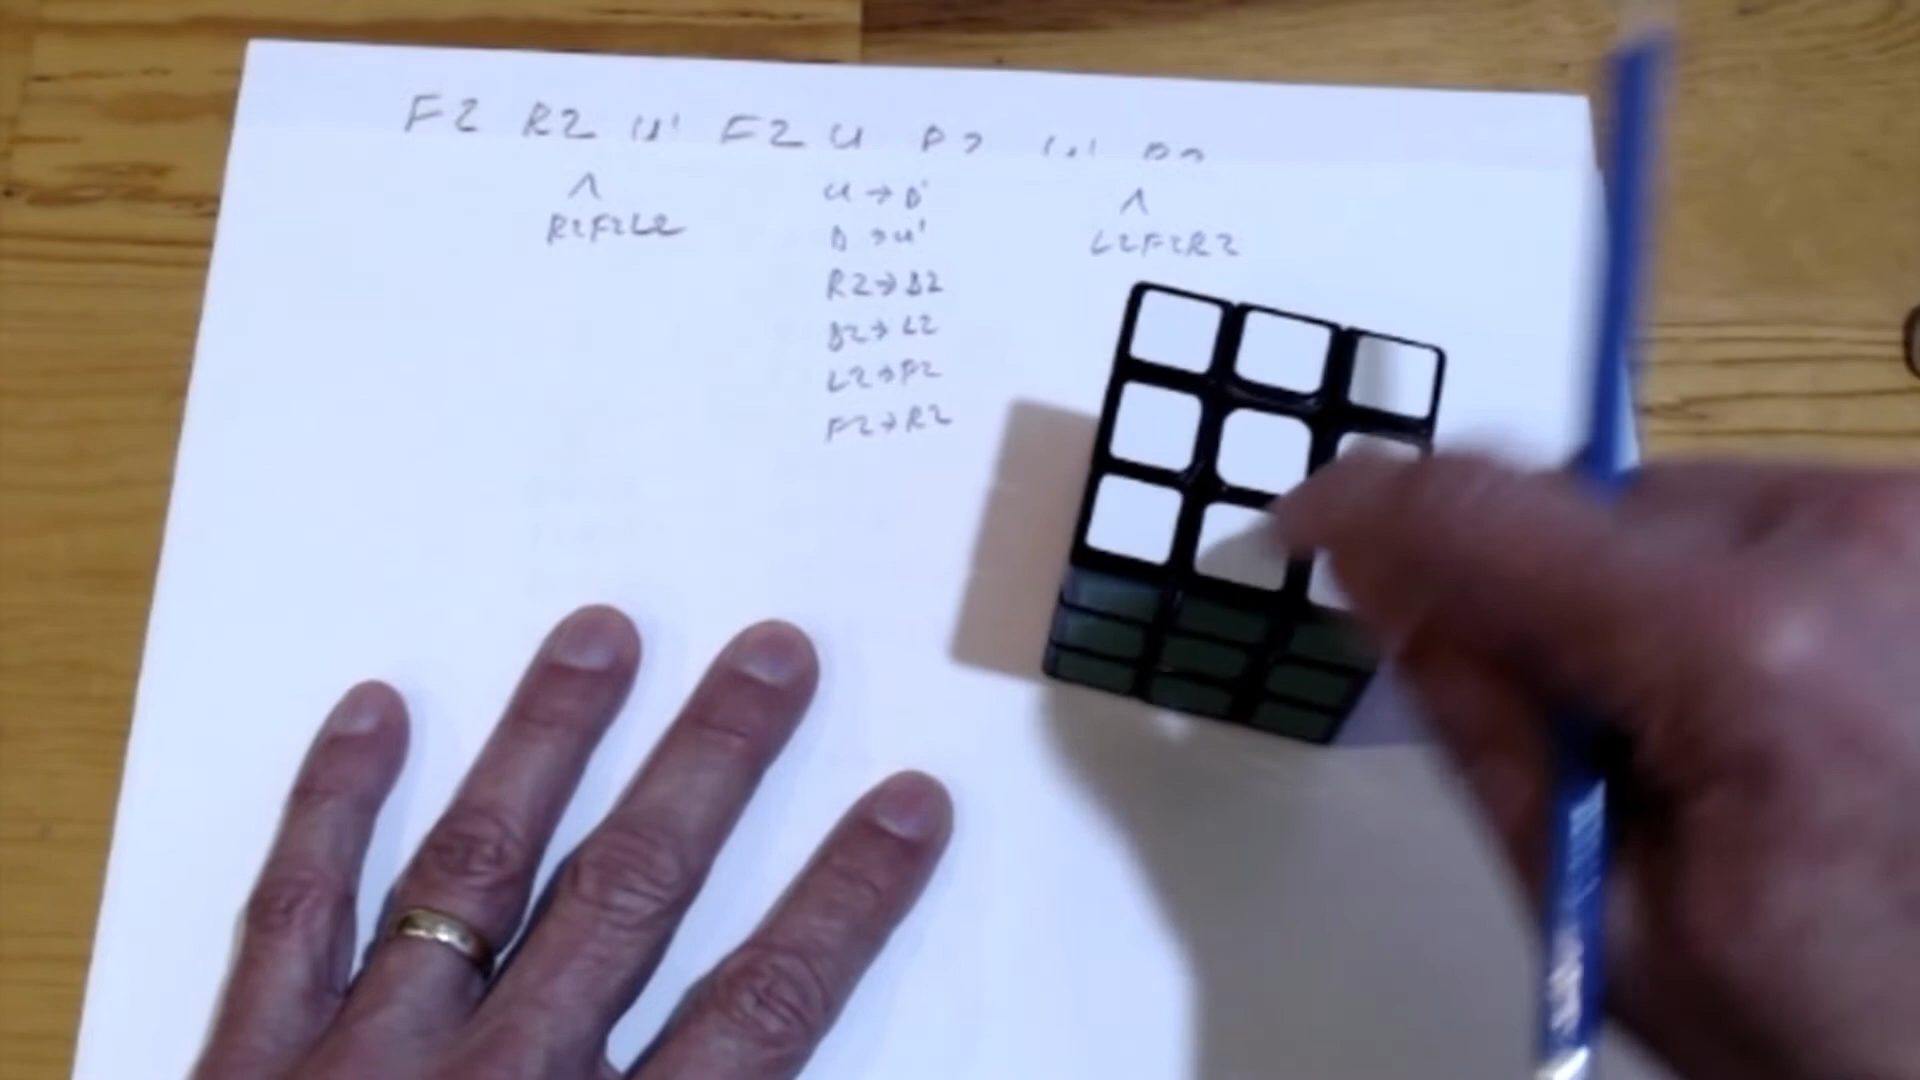 F2 R2 U' F2 U
∧ U → D' ∧
R2F2L2 D → U' L2F2R2
R2 → B2
B2 → L2
L2 → F2
F2 → R2